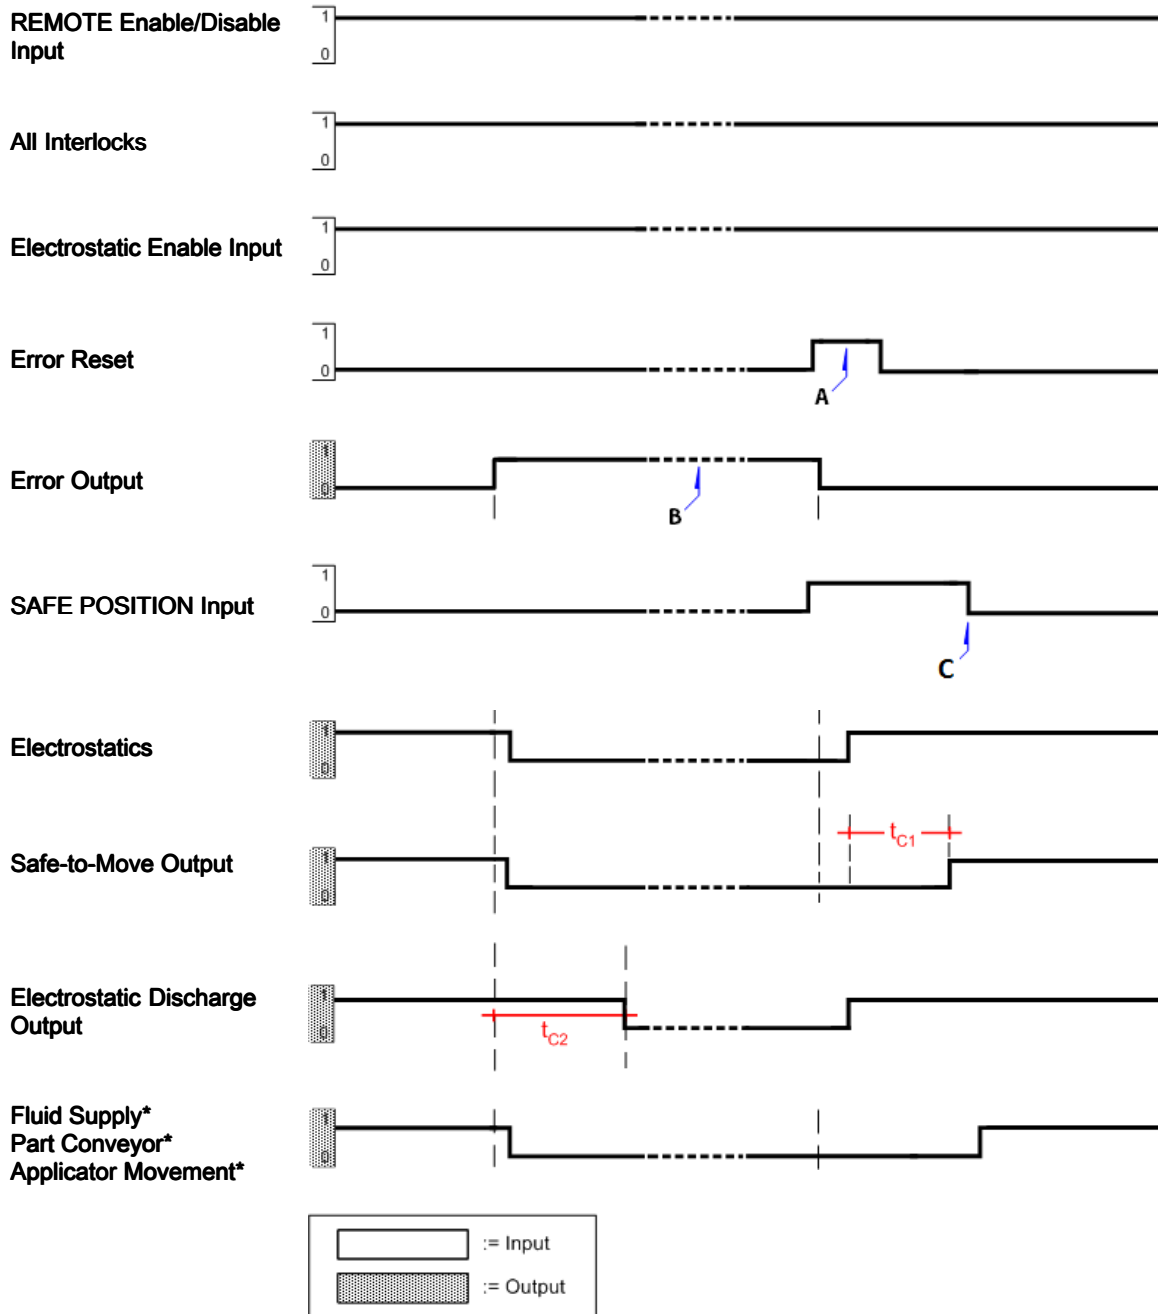 REMOTE Enable/Disable
Input
1
0
All Interlocks
1
0
Electrostatic Enable Input
1
0
Error Reset
1
0
A
Error Output
1
0
B
SAFE POSITION Input
1
0
C
Electrostatics
1
0
Safe-to-Move Output
1
0
tC1
Electrostatic Discharge
Output
1
0
tC2
Fluid Supply*
Part Conveyor*
Applicator Movement*
1
0
:= Input
:= Output